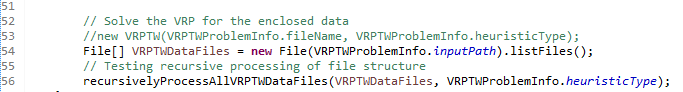 51
52 // Solve the VRP for the enclosed data
53 //new VRPTW(VRPTWProblemInfo.fileName, VRPTWProblemInfo.heuristicType);
54 File[] VRPTWDataFiles = new File(VRPTWProblemInfo.inputPath).listFiles();
55 // Testing recursive processing of file structure
56 recursivelyProcessAllVRPTWDataFiles(VRPTWDataFiles, VRPTWProblemInfo.heuristicType);